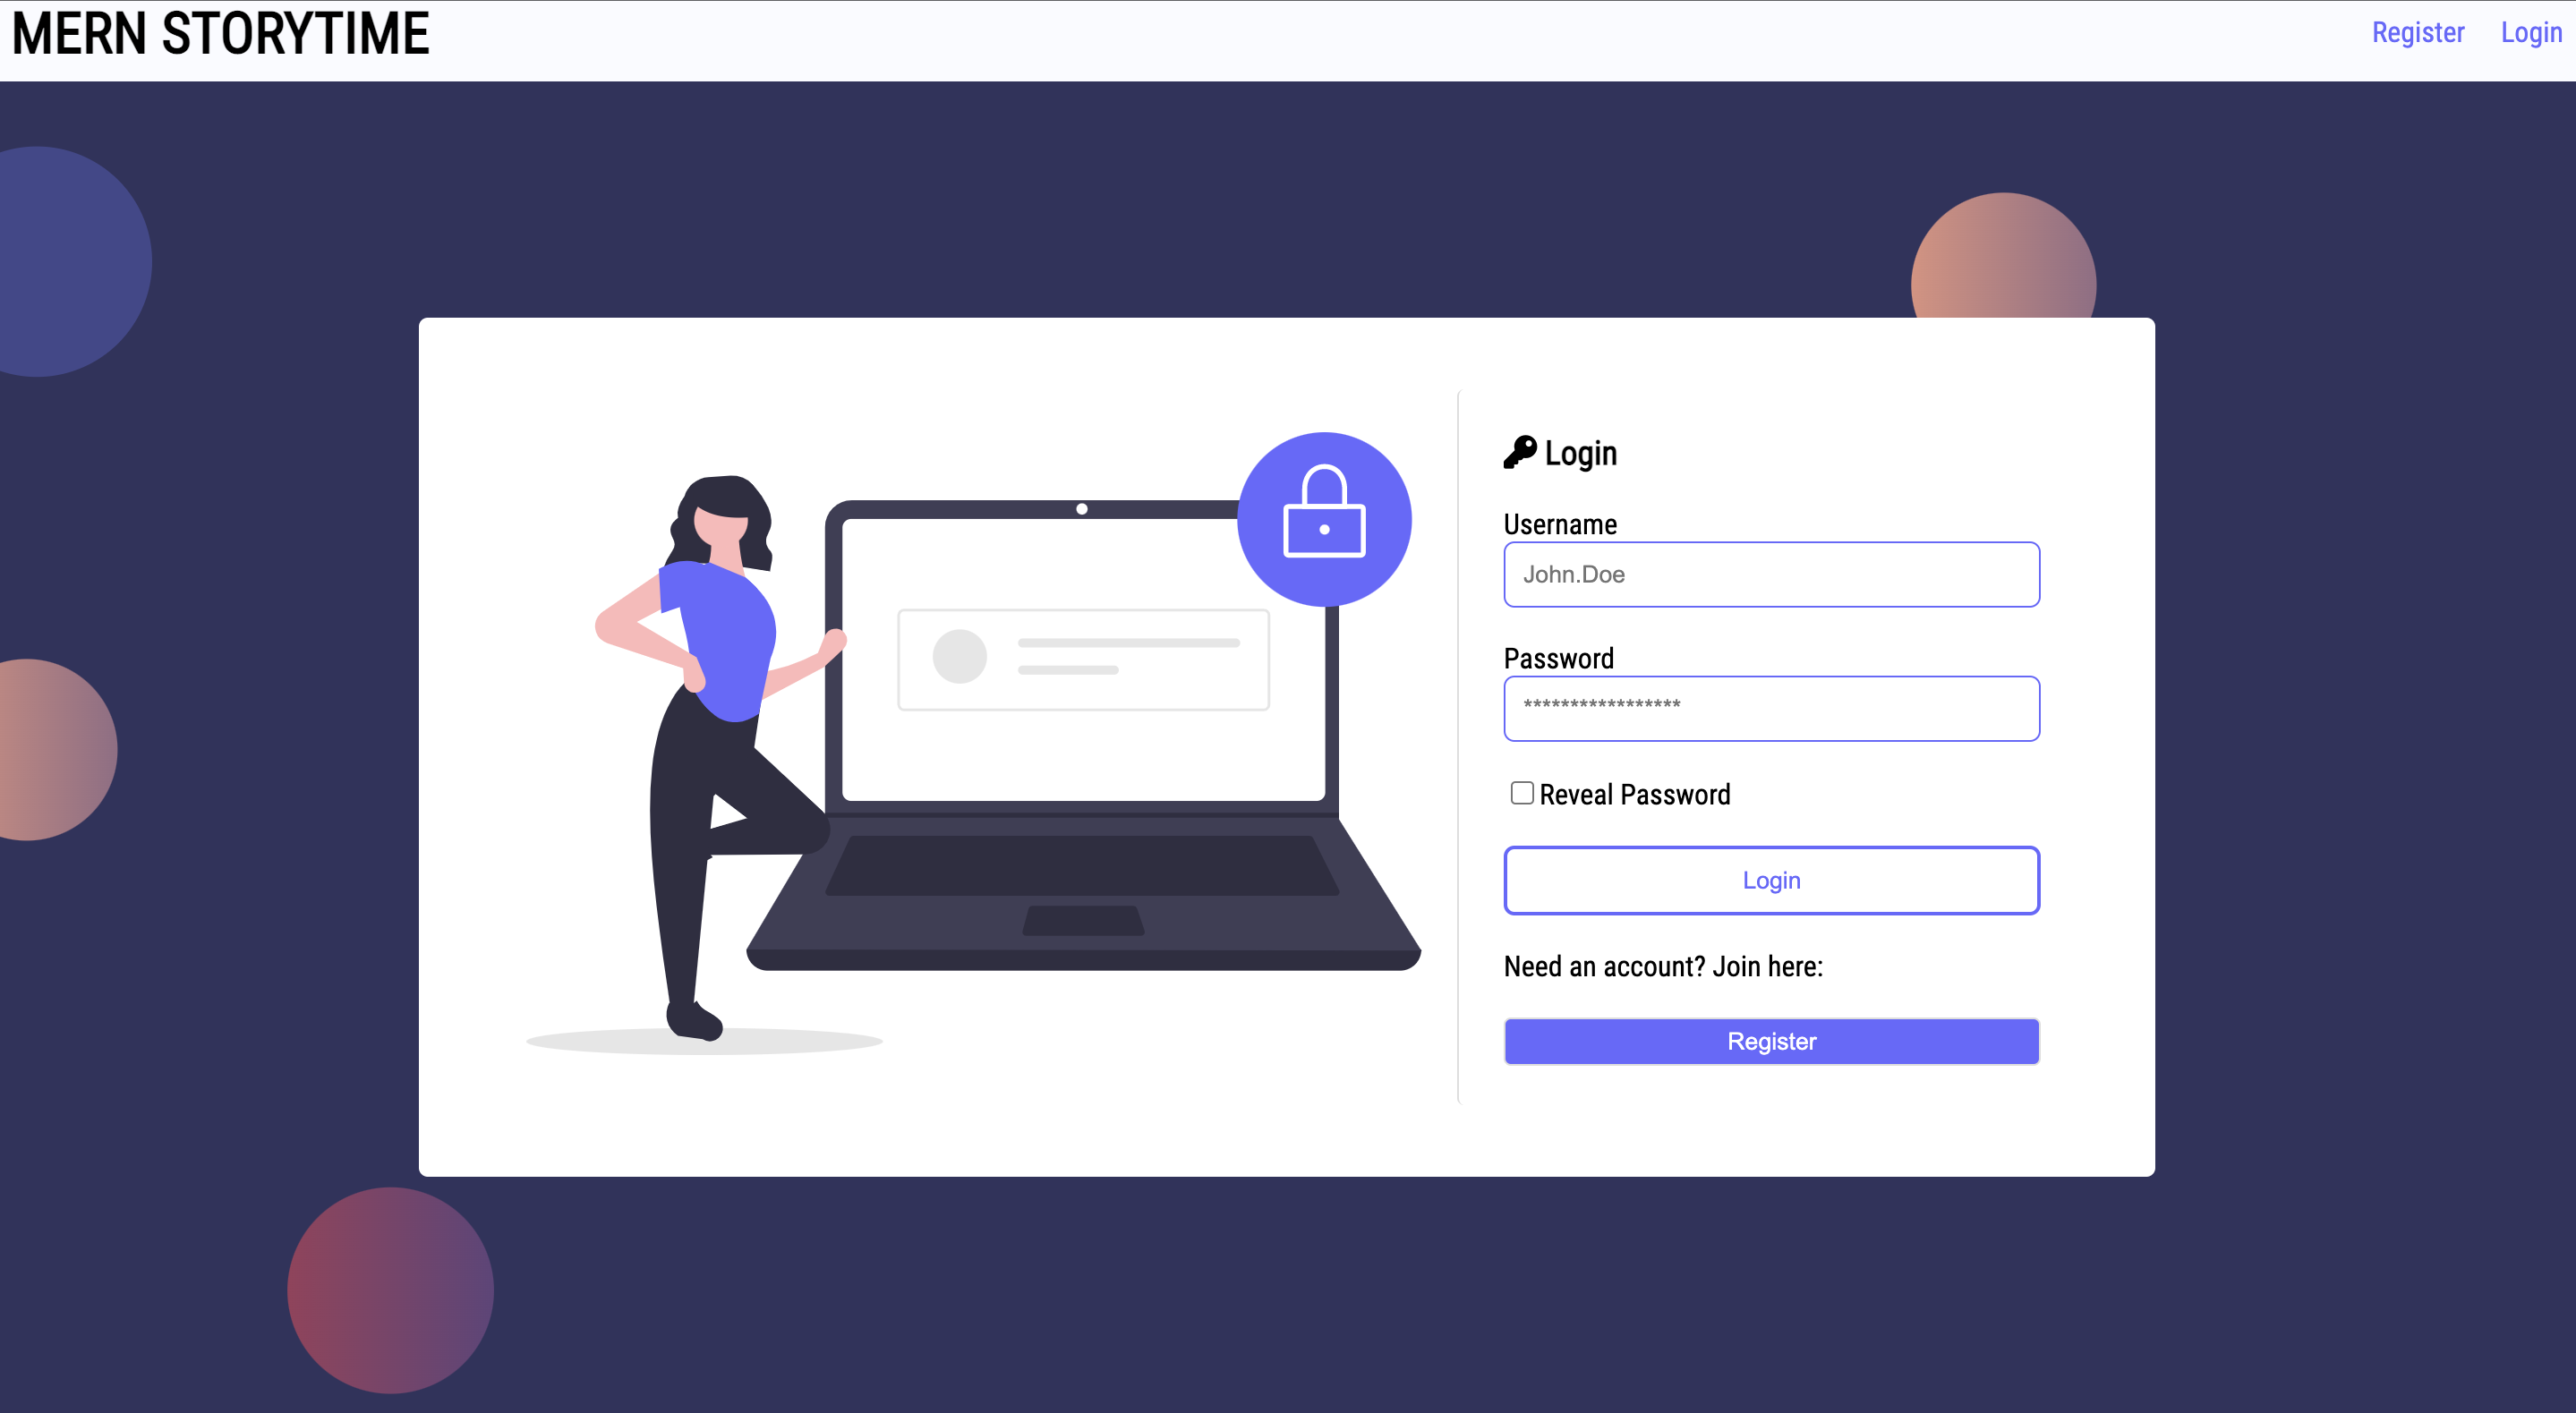 MERN STORYTIME
Register Login
Login
Username
John.Doe
Password
*****************
Reveal Password
Login
Need an account? Join here:
Register